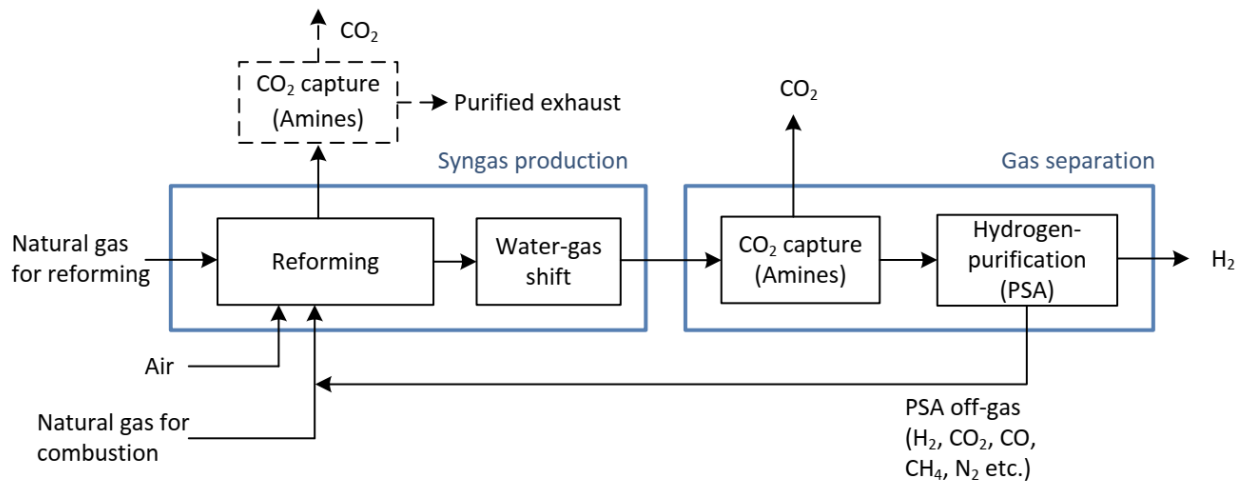 CO₂
CO₂ capture
(Amines)
Purified exhaust
CO₂
Syngas production
Gas separation
Natural gas
for reforming
Reforming
Water-gas
shift
CO₂ capture
(Amines)
Hydrogen-
purification
(PSA)
H₂
Air
Natural gas for
combustion
PSA off-gas
(H₂, CO₂, CO,
CH₄, N₂ etc.)